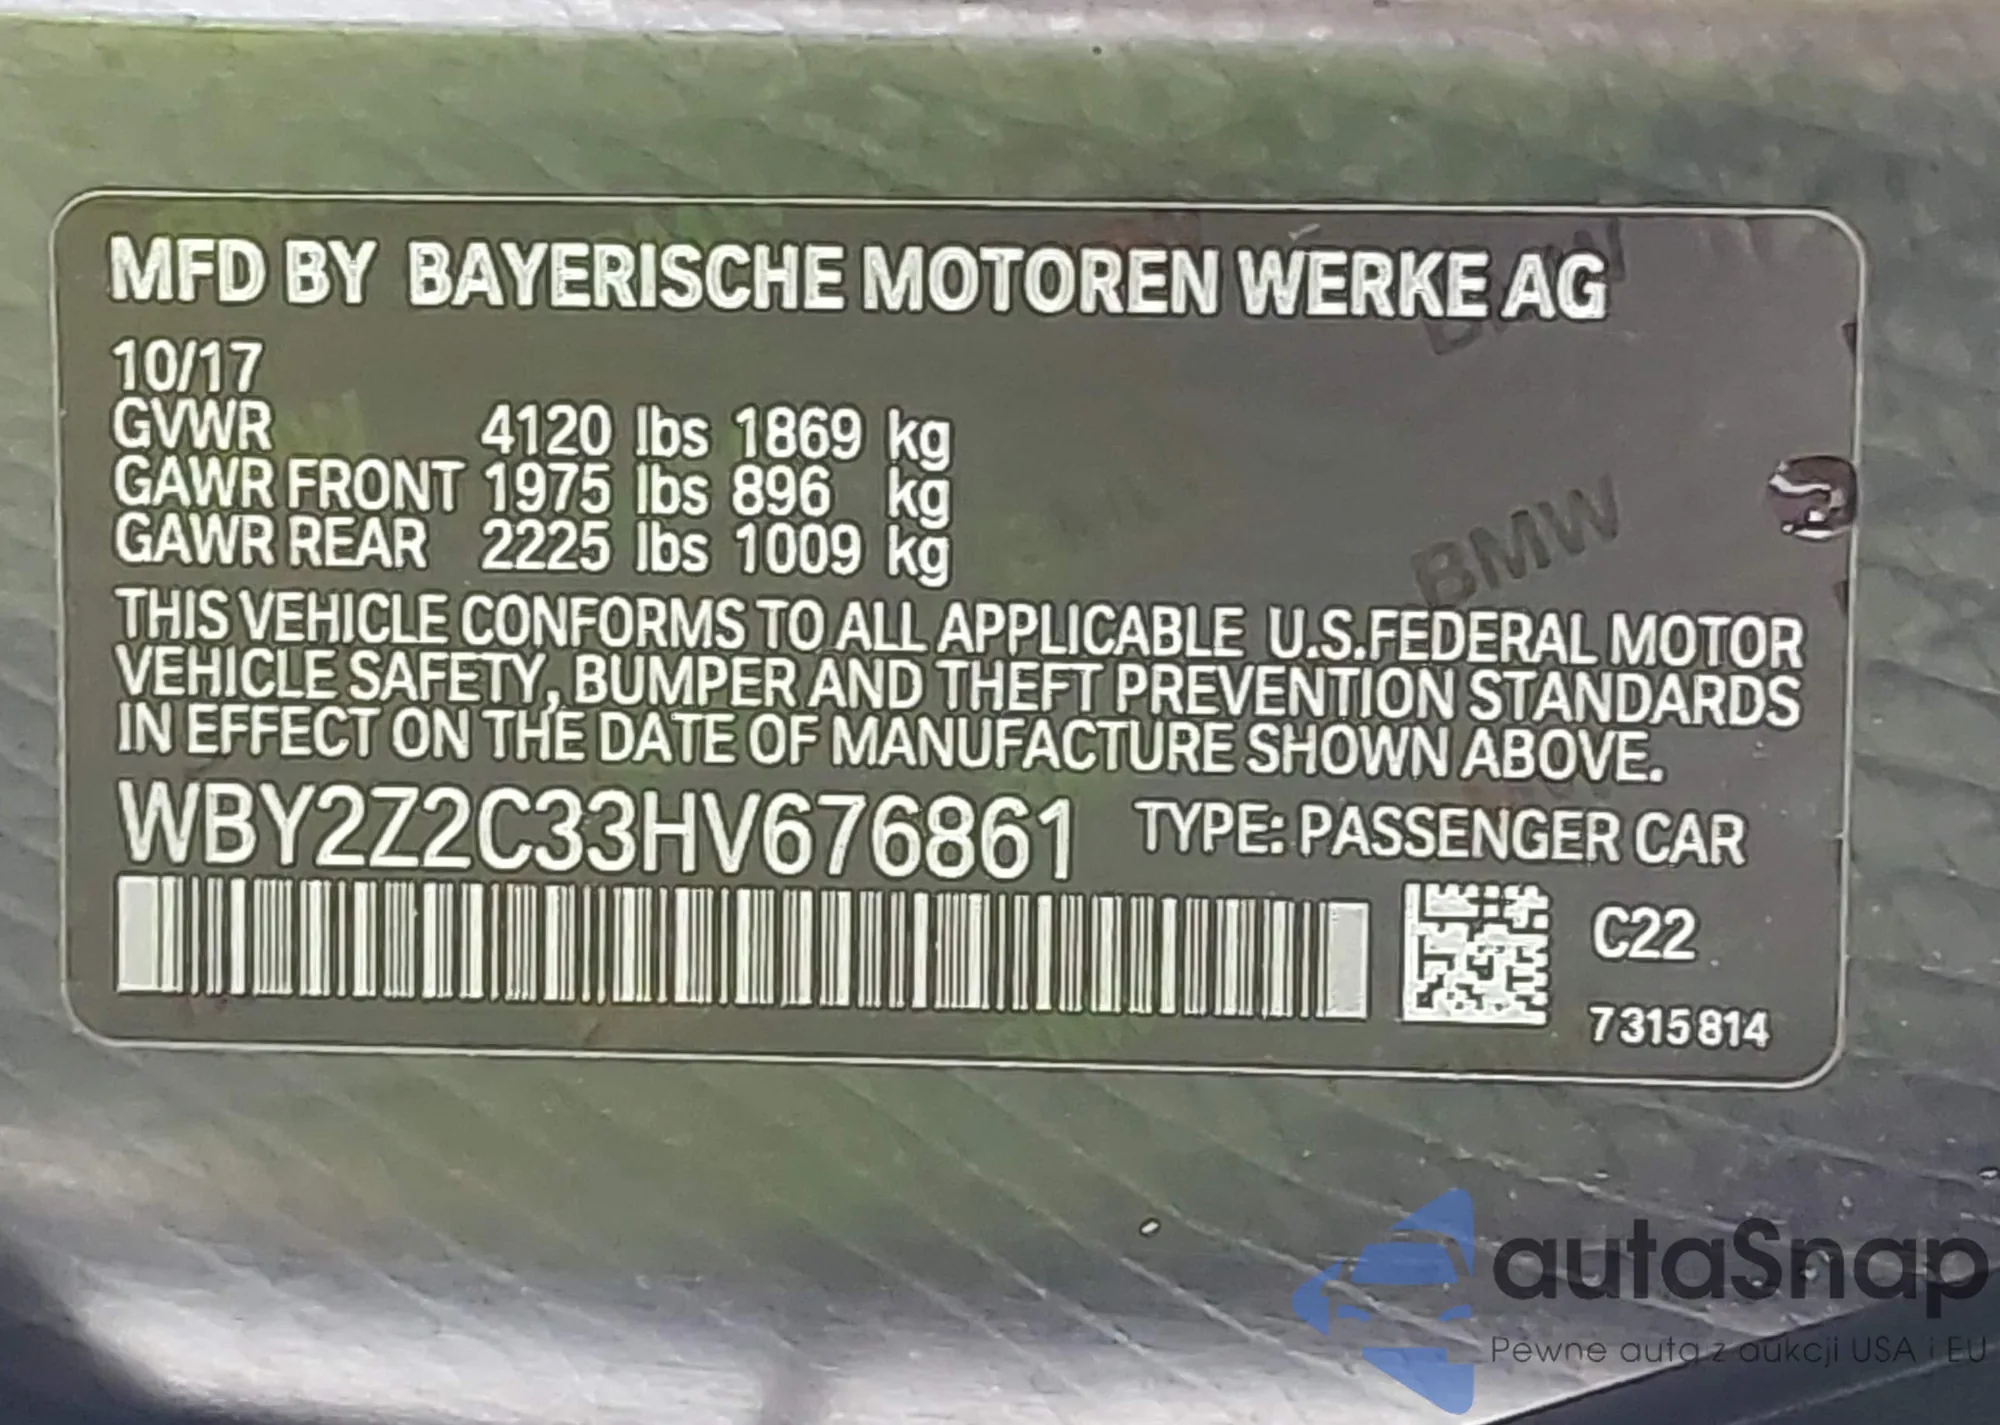 MFD BY BAYERISCHE MOTOREN WERKE AG
10/17
GVWR 4120 lbs 1869 kg
GAWR FRONT 1975 lbs 896 kg
GAWR REAR 2225 lbs 1009 kg
THIS VEHICLE CONFORMS TO ALL APPLICABLE U.S.FEDERAL MOTOR
VEHICLE SAFETY, BUMPER AND THEFT PREVENTION STANDARDS
IN EFFECT ON THE DATE OF MANUFACTURE SHOWN ABOVE.
WBY2Z2C33HV676861 TYPE: PASSENGER CAR
C22
7315814
BMW
BMW
autaSnap
Pewne auta z aukcji USA i EU